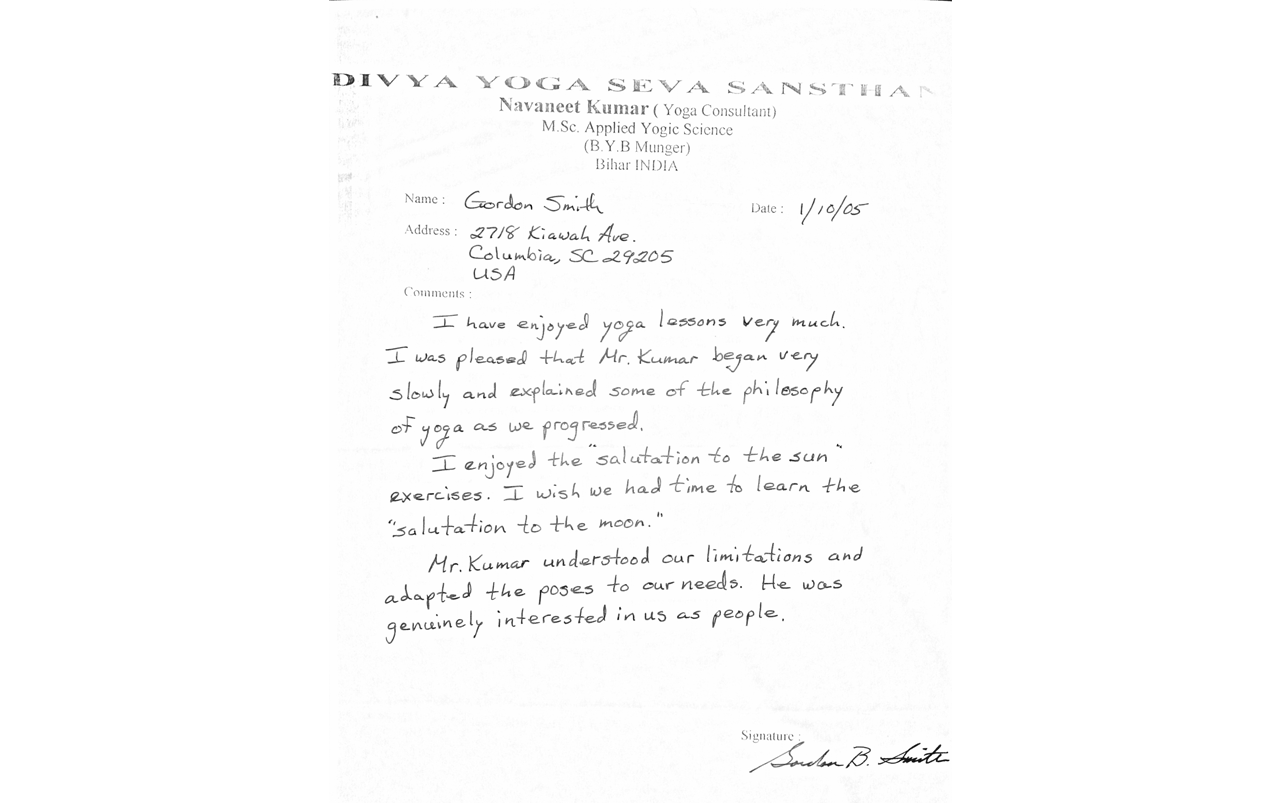 DIVYA YOGA SEVA SANSTHAN
Navaneet Kumar ( Yoga Consultant)
M.Sc. Applied Yogic Science
(B.Y.B Munger)
Bihar INDIA
Name : Gordon Smith
Date : 1/10/05
Address : 2718 Kiawah Ave.
Columbia, SC 29205
USA
Comments :
I have enjoyed yoga lessons very much.
I was pleased that Mr. Kumar began very
slowly and explained some of the philosophy
of yoga as we progressed.
I enjoyed the "salutation to the sun"
exercises. I wish we had time to learn the
"salutation to the moon."
Mr. Kumar understood our limitations and
adapted the poses to our needs. He was
genuinely interested in us as people.
Signature :
Gordon B. Smith